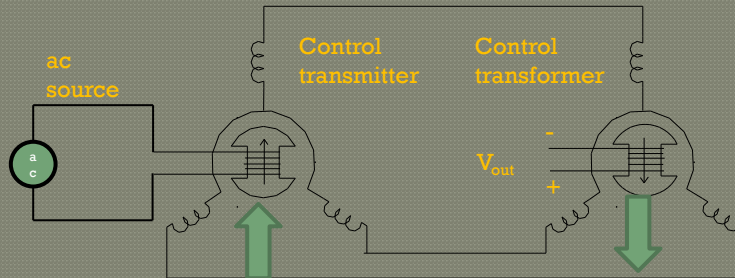 ac
source
Control
transmitter
Control
transformer
a
c
-
Vout
+